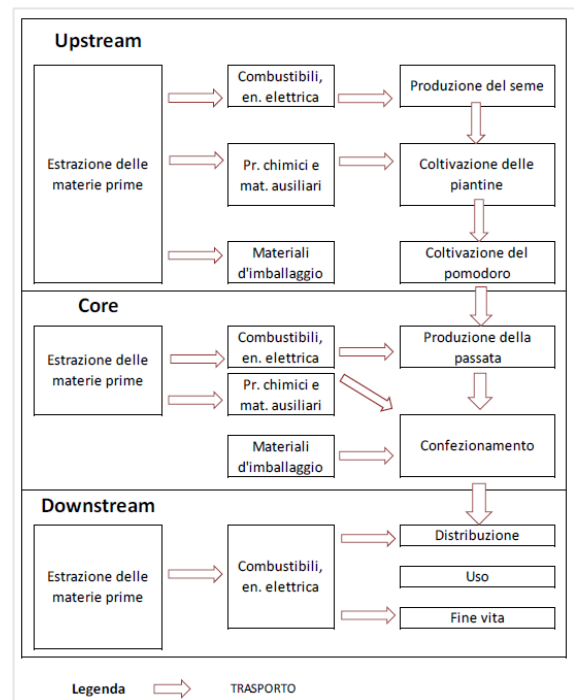 Upstream
Estrazione delle
materie prime
Combustibili,
en. elettrica
Produzione del seme
Pr. chimici e
mat. ausiliari
Coltivazione delle
piantine
Materiali
d'imballaggio
Coltivazione del
pomodoro
Core
Estrazione delle
materie prime
Combustibili,
en. elettrica
Produzione della
passata
Pr. chimici e
mat. ausiliari
Materiali
d'imballaggio
Confezionamento
Downstream
Estrazione delle
materie prime
Combustibili,
en. elettrica
Distribuzione
Uso
Fine vita
Legenda
TRASPORTO